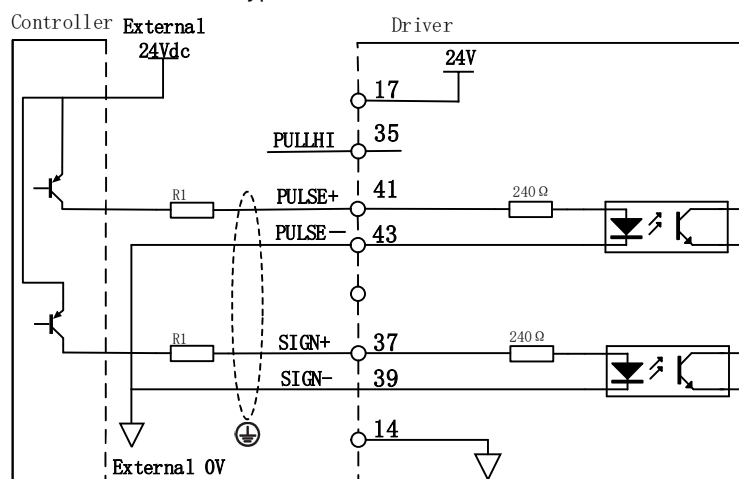 Controller
External
24Vdc
Driver
24V
17
PULLHI
35
R1
PULSE+
41
240Ω
PULSE—
43
R1
SIGN+
37
240Ω
SIGN-
39
14
External 0V